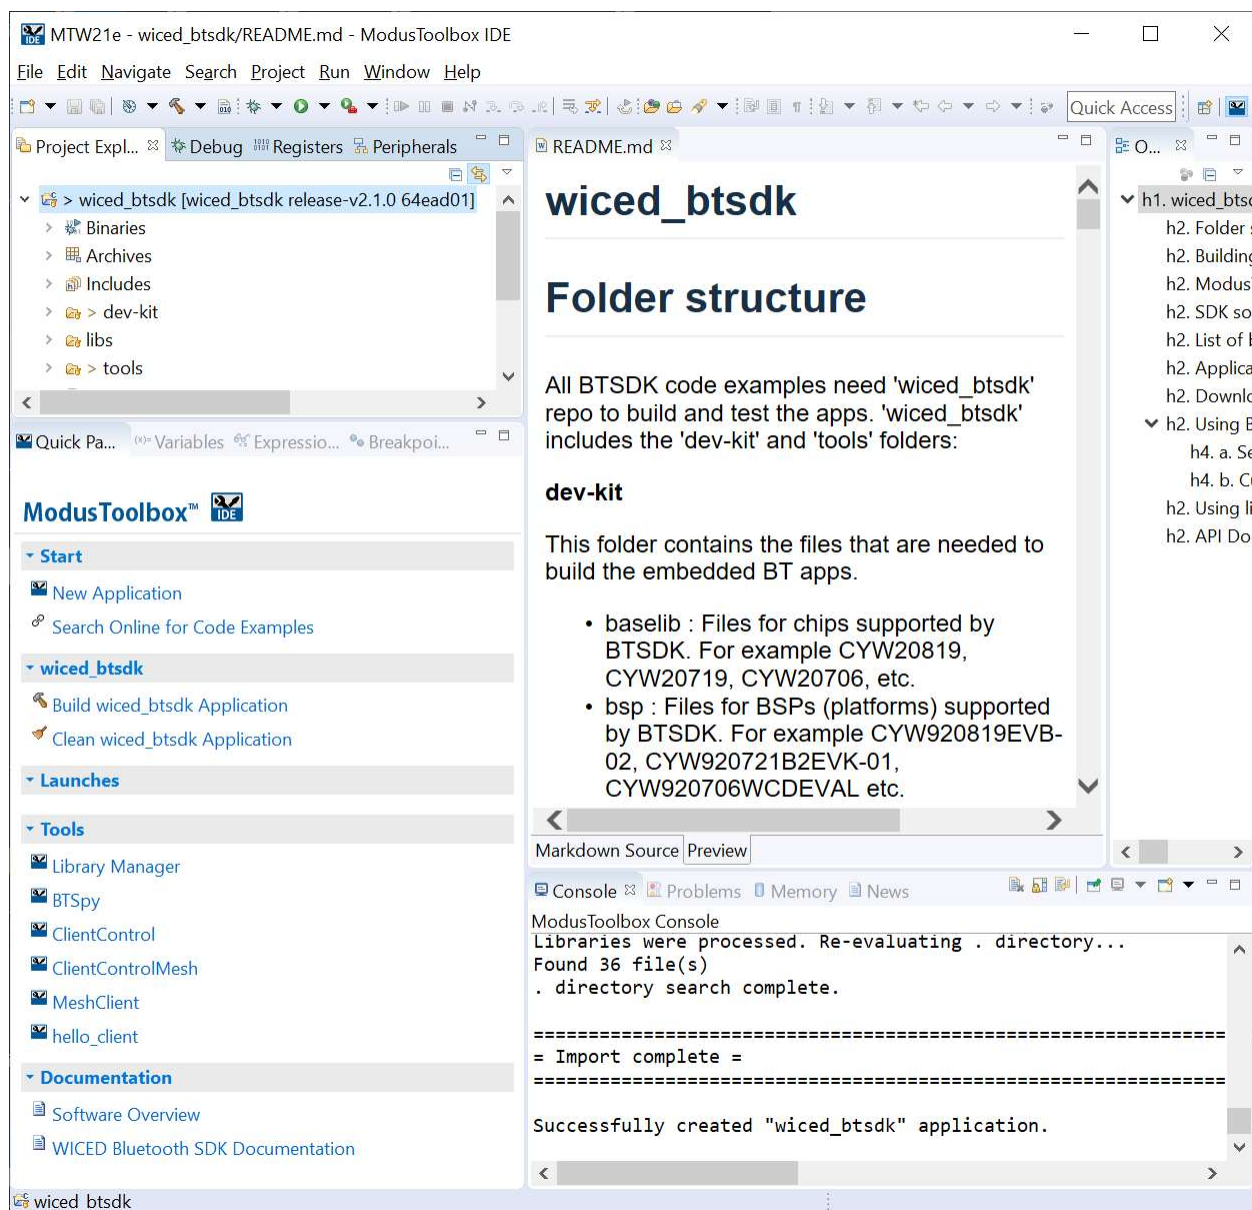 MTW21e - wiced_btsdk/README.md - ModusToolbox IDE
File Edit Navigate Search Project Run Window Help
Quick Access
Project Expl... Debug Registers Peripherals
> wiced_btsdk [wiced_btsdk release-v2.1.0 64ead01]
Binaries
Archives
Includes
> dev-kit
libs
> tools
Quick Pa... (x)= Variables Expressio... Breakpoi...
ModusToolbox™ IDE
Start
New Application
Search Online for Code Examples
wiced_btsdk
Build wiced_btsdk Application
Clean wiced_btsdk Application
Launches
Tools
Library Manager
BTSpy
ClientControl
ClientControlMesh
MeshClient
hello_client
Documentation
Software Overview
WICED Bluetooth SDK Documentation
README.md
wiced_btsdk
Folder structure
All BTSDK code examples need 'wiced_btsdk'
repo to build and test the apps. 'wiced_btsdk'
includes the 'dev-kit' and 'tools' folders:
dev-kit
This folder contains the files that are needed to
build the embedded BT apps.
• baselib : Files for chips supported by
BTSDK. For example CYW20819,
CYW20719, CYW20706, etc.
• bsp : Files for BSPs (platforms) supported
by BTSDK. For example CYW920819EVB-
02, CYW920721B2EVK-01,
CYW920706WCDEVAL etc.
Markdown Source Preview
O...
h1. wiced_btsd
h2. Folder s
h2. Building
h2. Modus
h2. SDK so
h2. List of b
h2. Applica
h2. Downlo
h2. Using B
h4. a. Se
h4. b. Cu
h2. Using li
h2. API Do
Console Problems Memory News
ModusToolbox Console
Libraries were processed. Re-evaluating . directory...
Found 36 file(s)
. directory search complete.
===============================================================
= Import complete =
===============================================================
Successfully created "wiced_btsdk" application.
wiced_btsdk